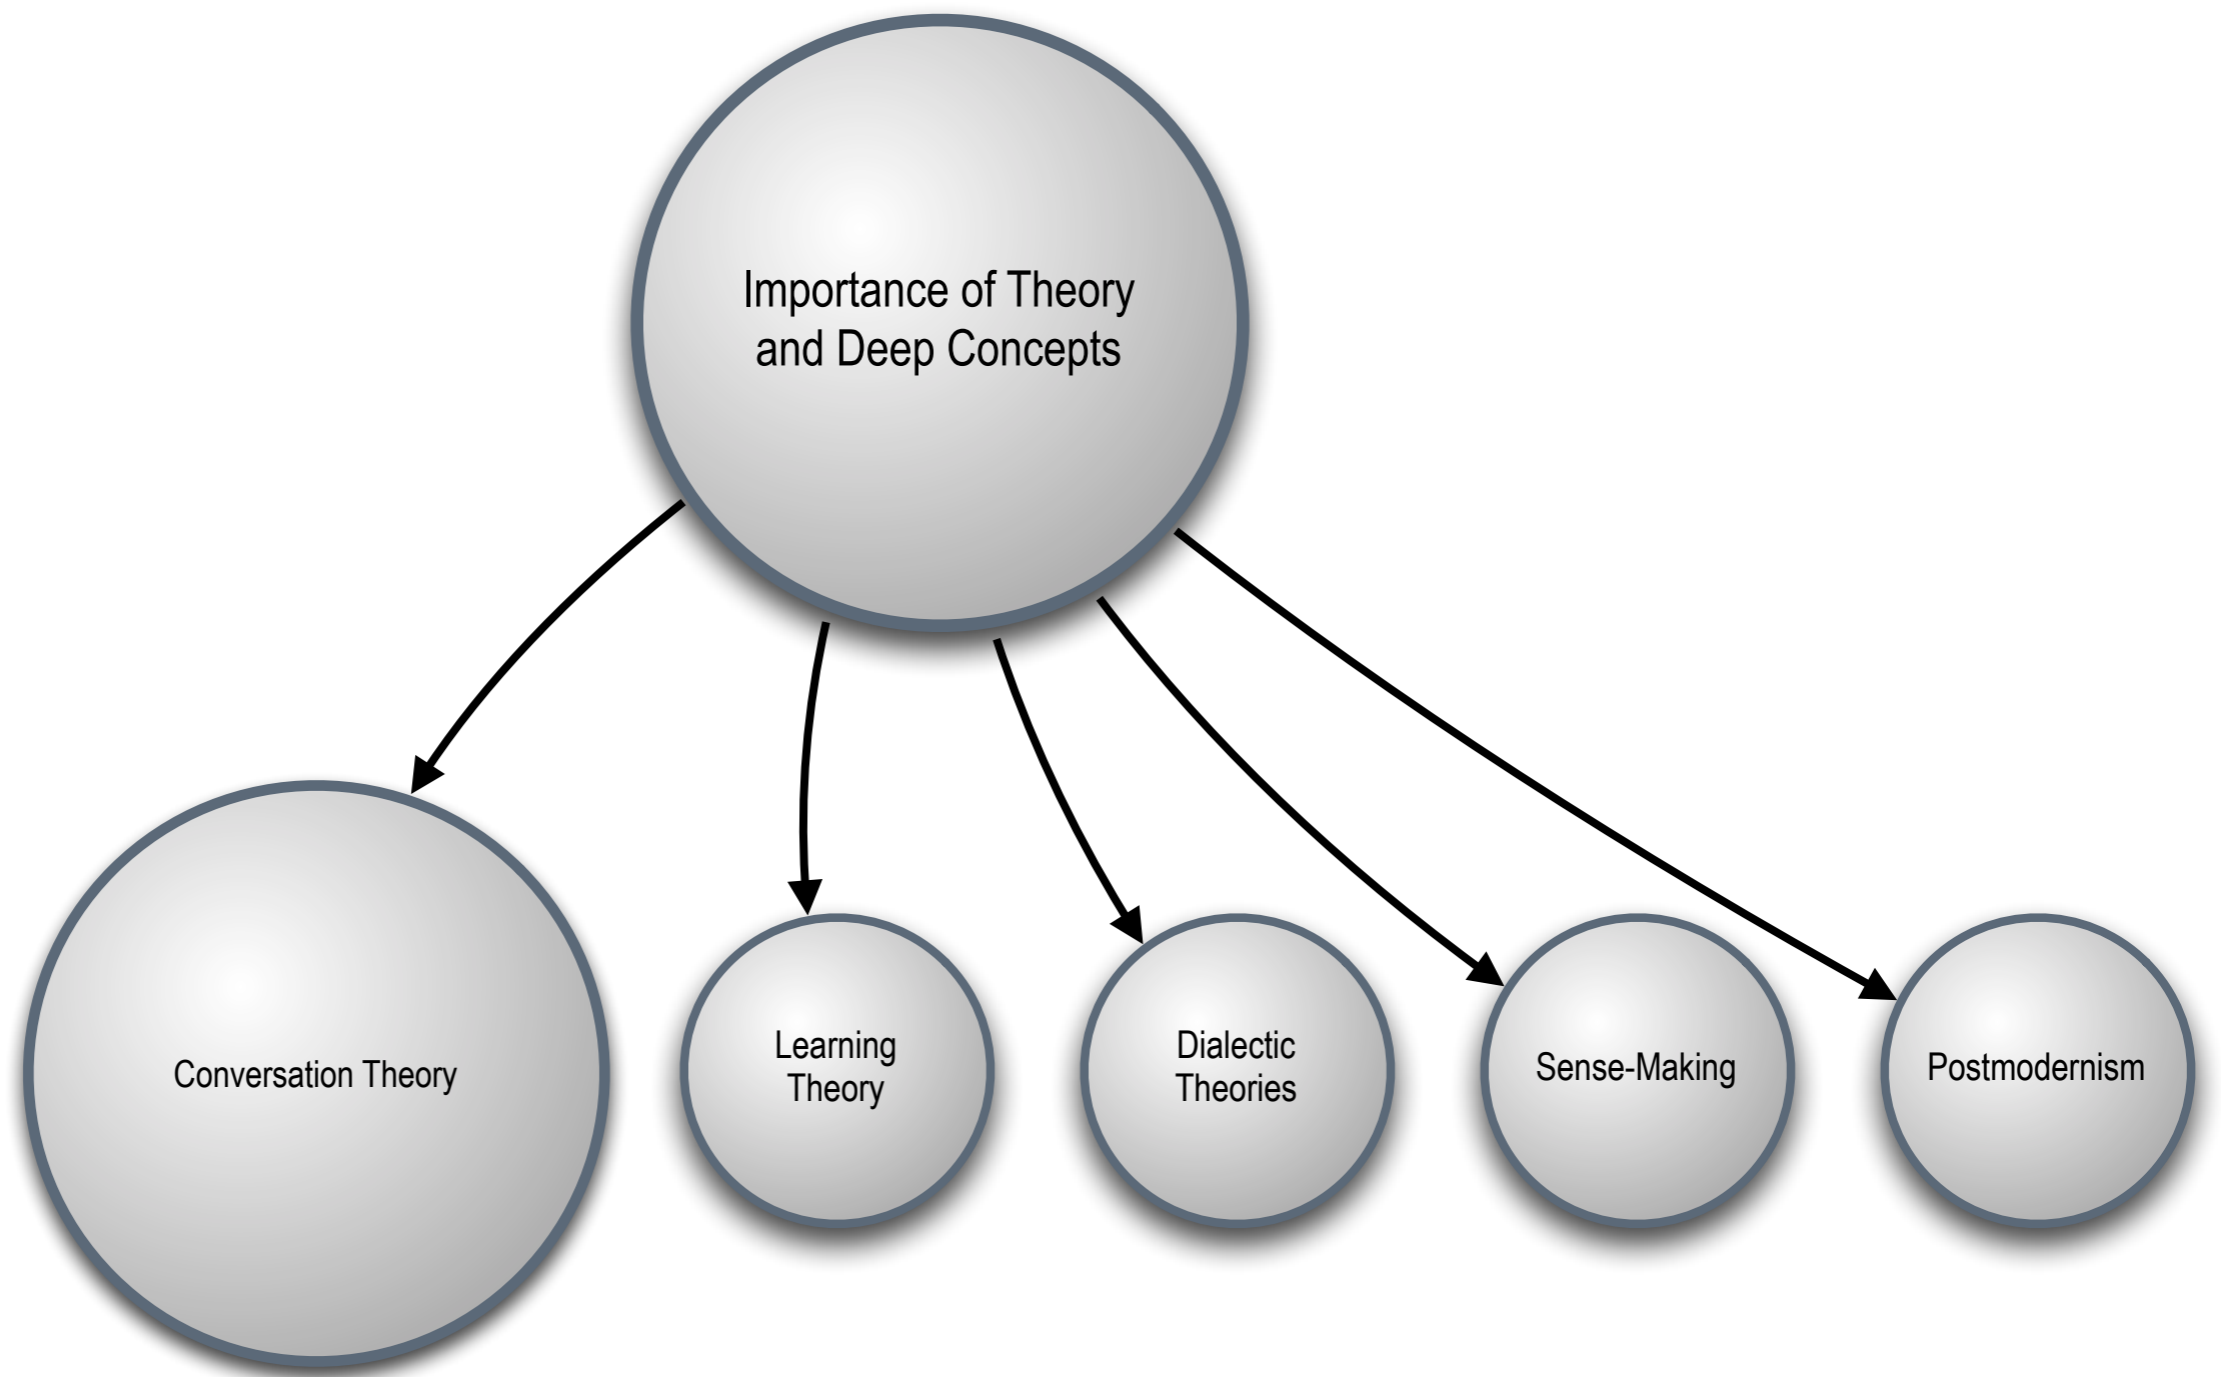 Importance of Theory
and Deep Concepts
Conversation Theory
Learning
Theory
Dialectic
Theories
Sense-Making
Postmodernism